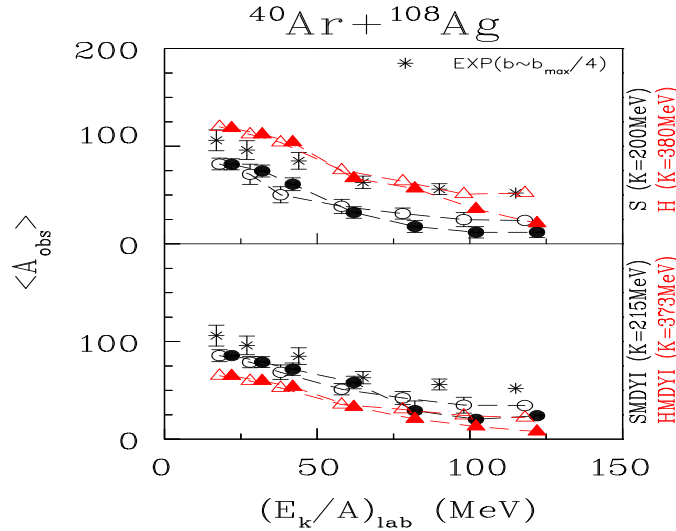 ⁴⁰Ar+¹⁰⁸Ag
200
EXP(b~b_max/4)
100
0
100
0
0 50 100 150
(E_k/A)_lab (MeV)
<A_obs>
S (K=200MeV)
H (K=380MeV)
SMDYI (K=215MeV)
HMDYI (K=373MeV)